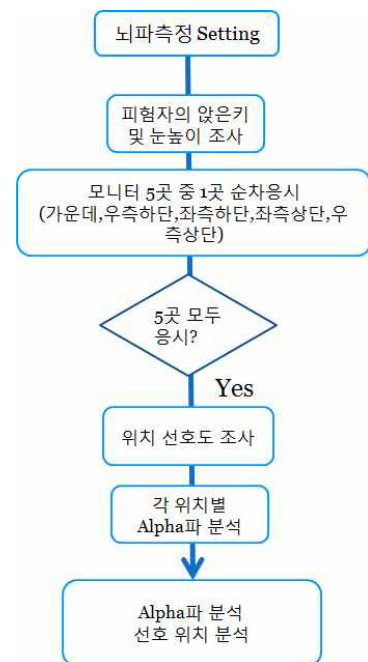 뇌파측정 Setting
피험자의 앉은키
및 눈높이 조사
모니터 5곳 중 1곳 순차응시
(가운데,우측하단,좌측하단,좌측상단,우
측상단)
5곳 모두
응시?
Yes
위치 선호도 조사
각 위치별
Alpha파 분석
Alpha파 분석
선호 위치 분석